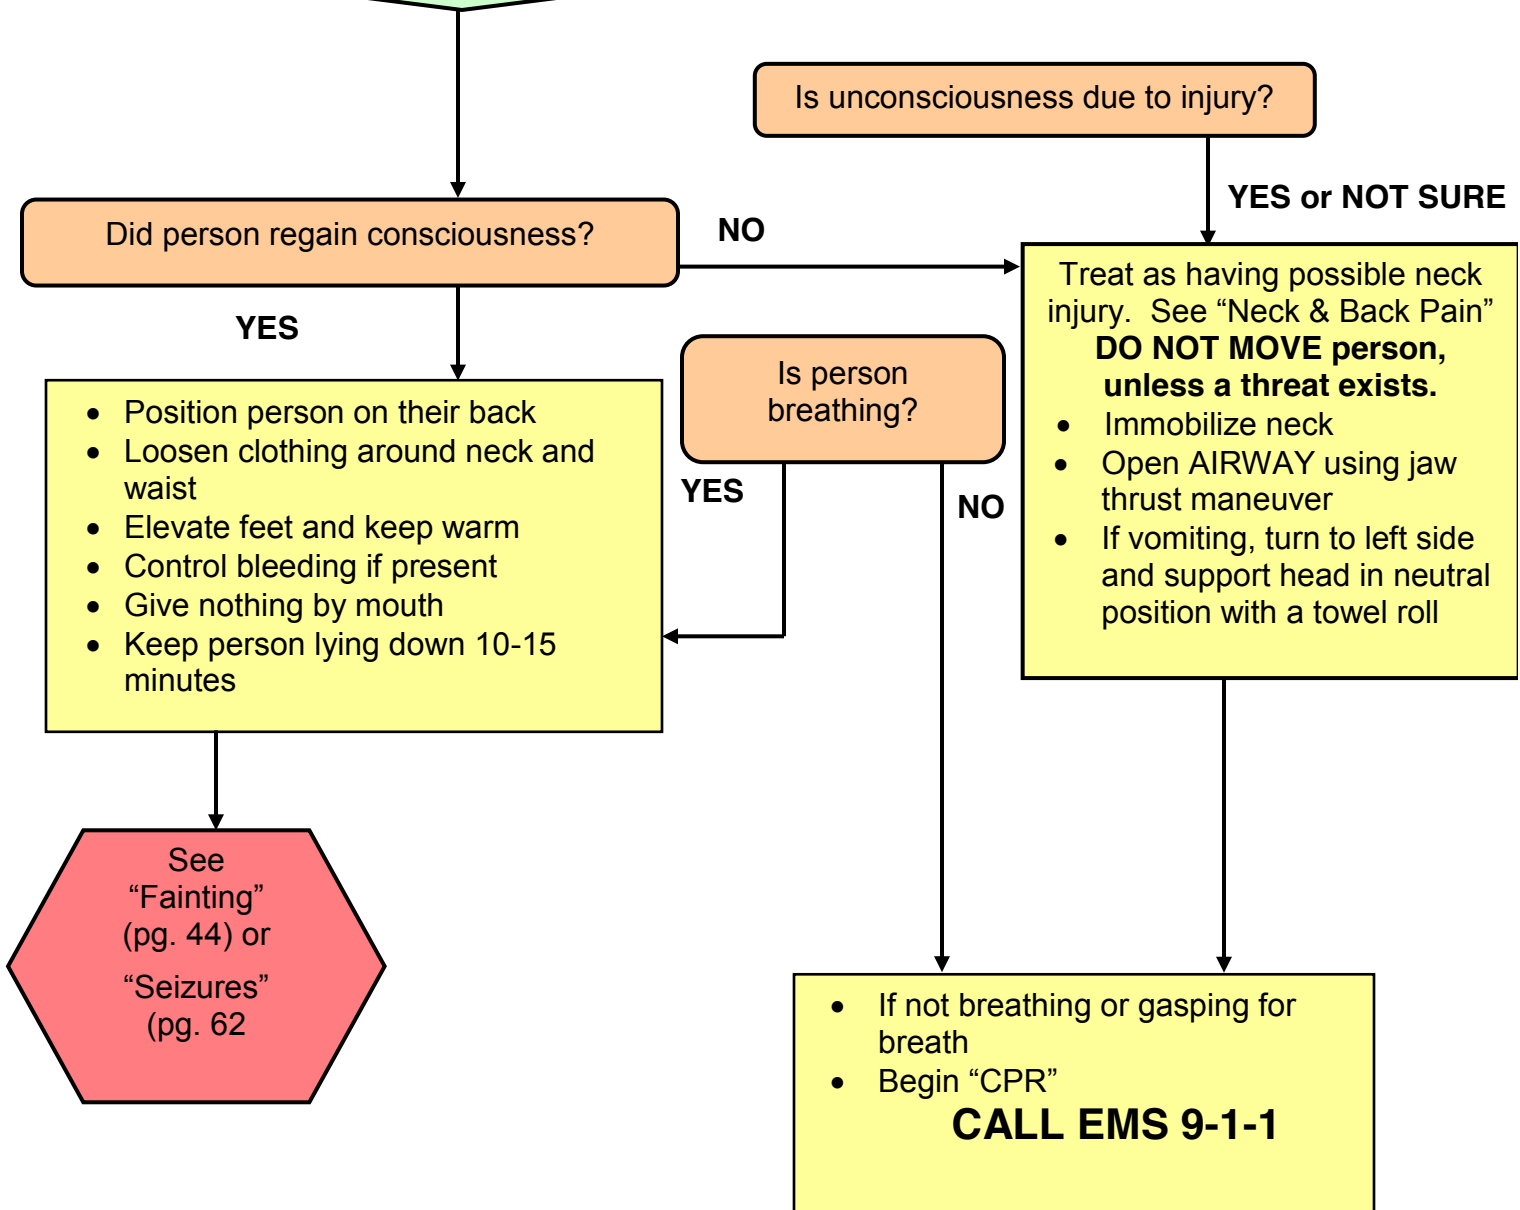 Is unconsciousness due to injury?
YES or NOT SURE
Did person regain consciousness?
NO
YES
Treat as having possible neck
injury.  See “Neck & Back Pain”
DO NOT MOVE person,
unless a threat exists.
• Immobilize neck
• Open AIRWAY using jaw
thrust maneuver
• If vomiting, turn to left side
and support head in neutral
position with a towel roll
Is person
breathing?
YES
NO
• Position person on their back
• Loosen clothing around neck and
waist
• Elevate feet and keep warm
• Control bleeding if present
• Give nothing by mouth
• Keep person lying down 10-15
minutes
See
“Fainting”
(pg. 44) or
“Seizures”
(pg. 62
• If not breathing or gasping for
breath
• Begin “CPR”
CALL EMS 9-1-1